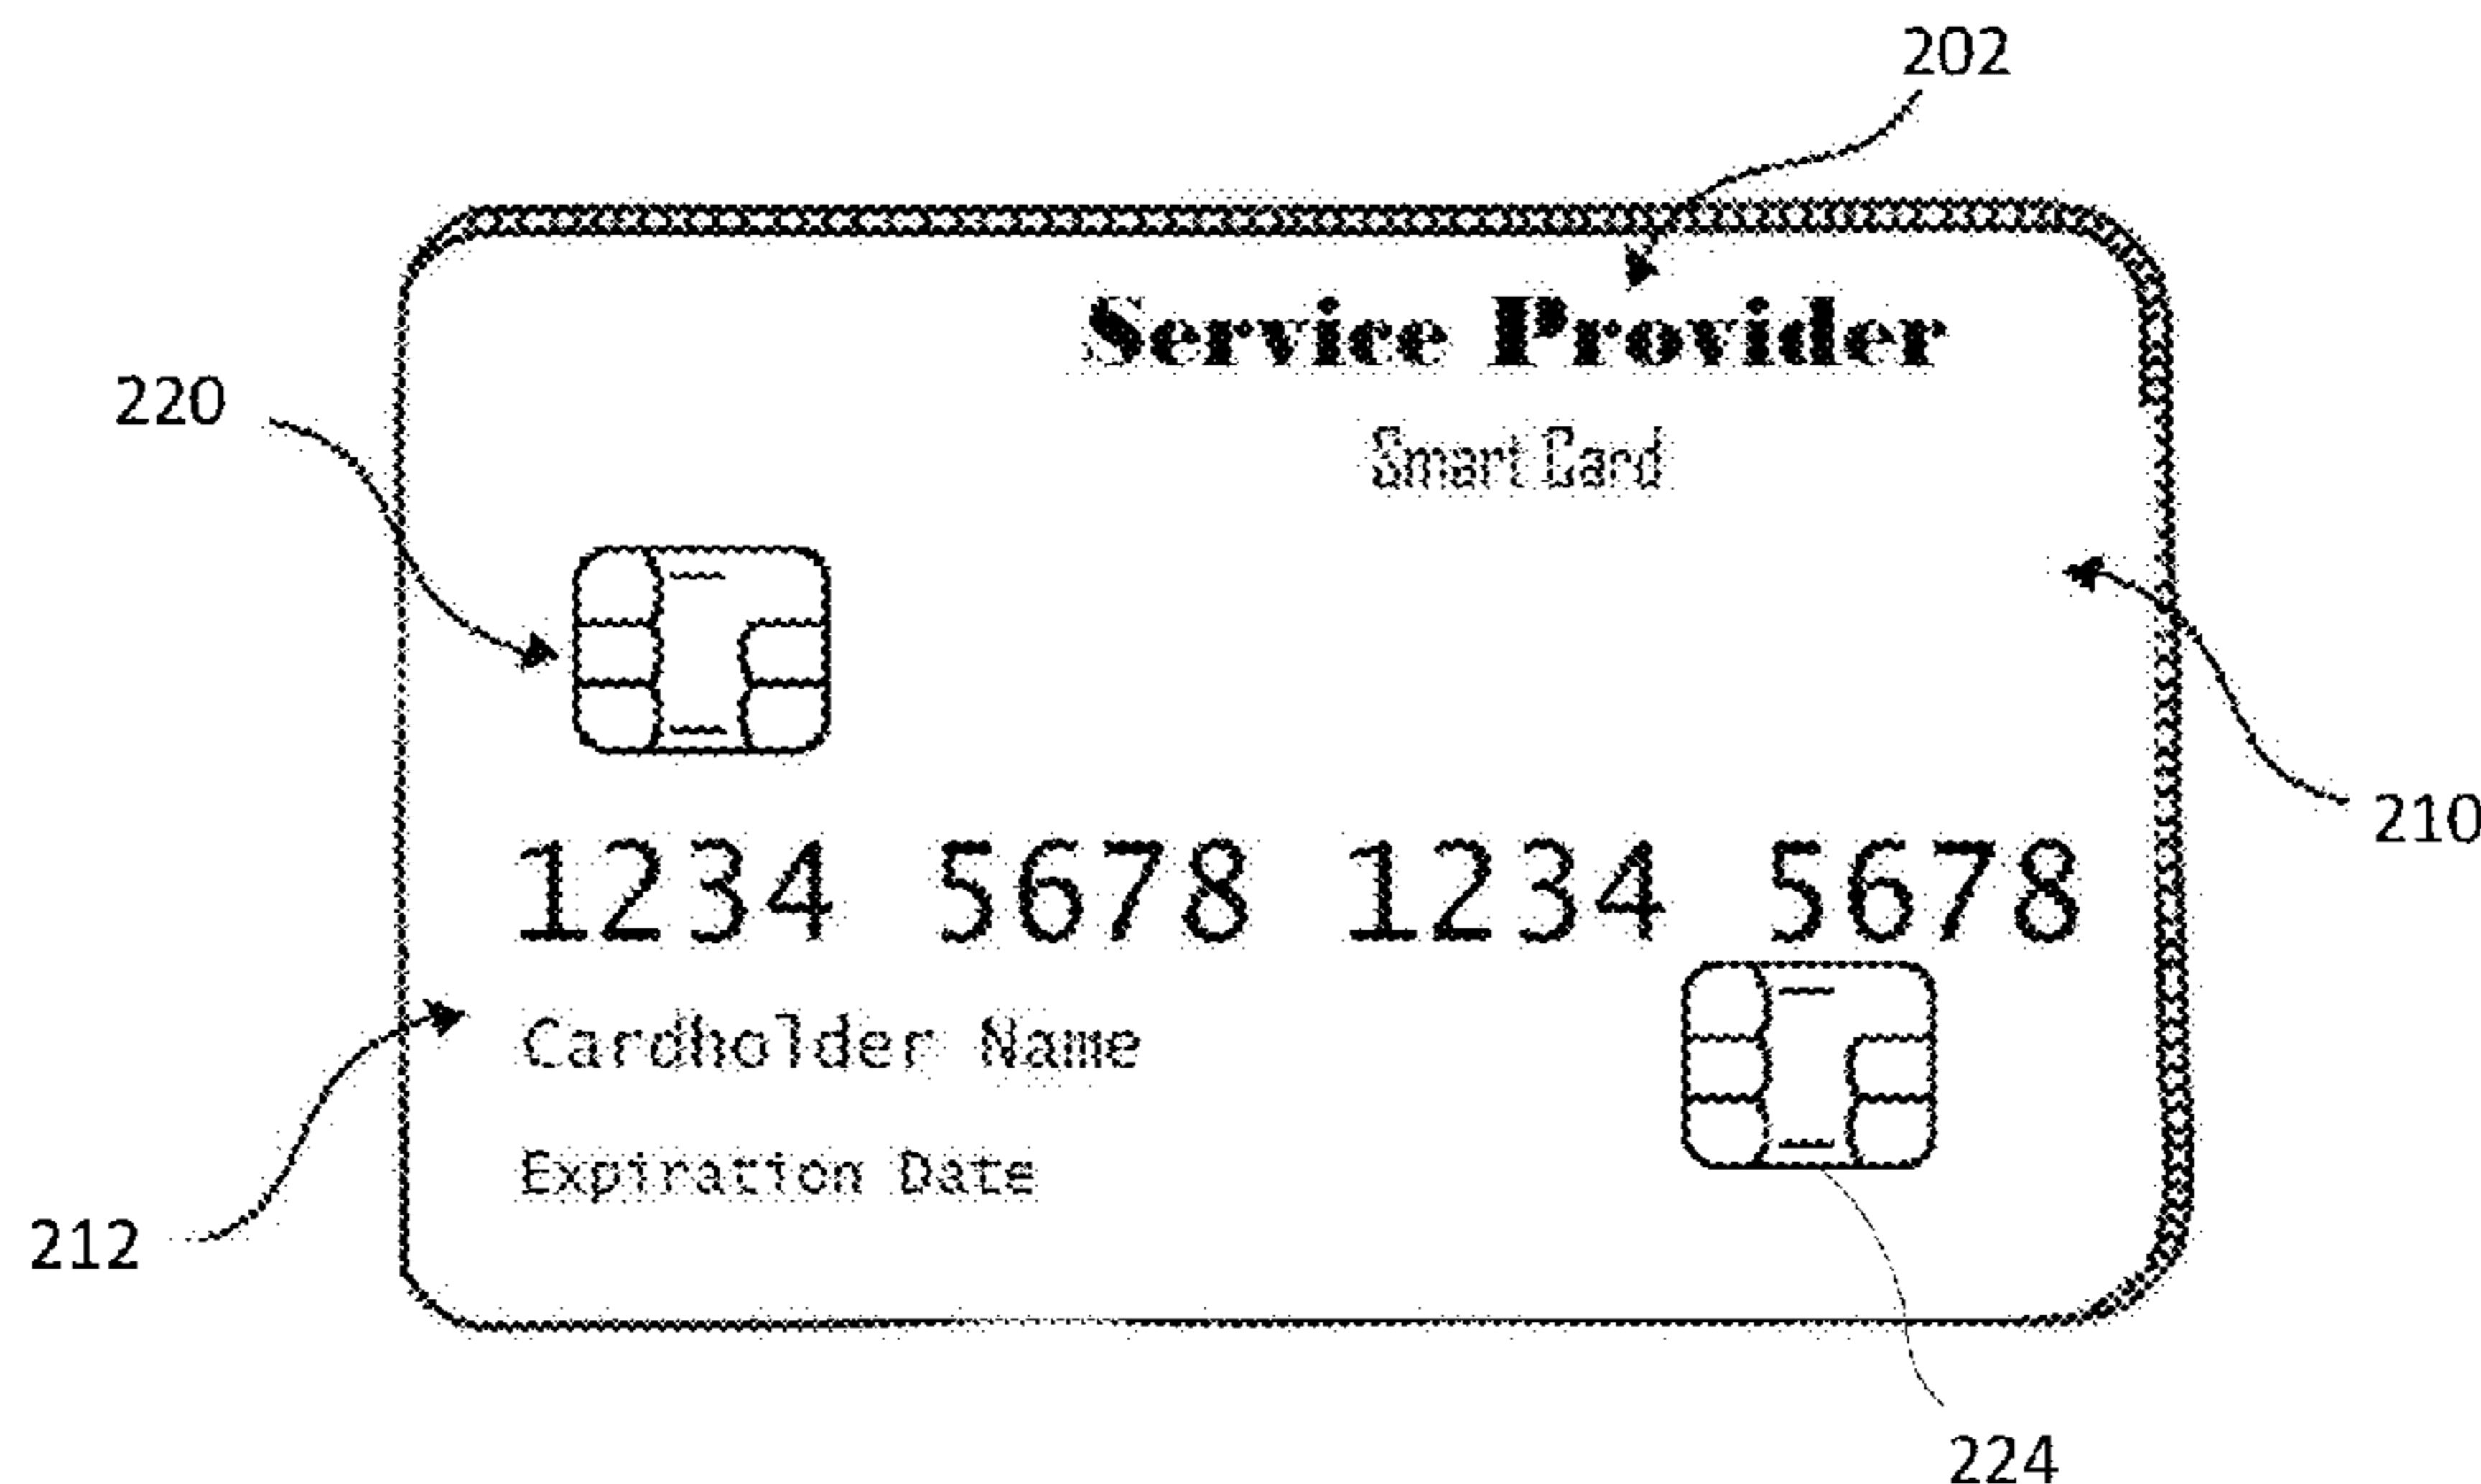 202
Service Provider
220
Smart Card
210
1234 5678 1234 5678
Cardholder Name
Expiration Date
212
224